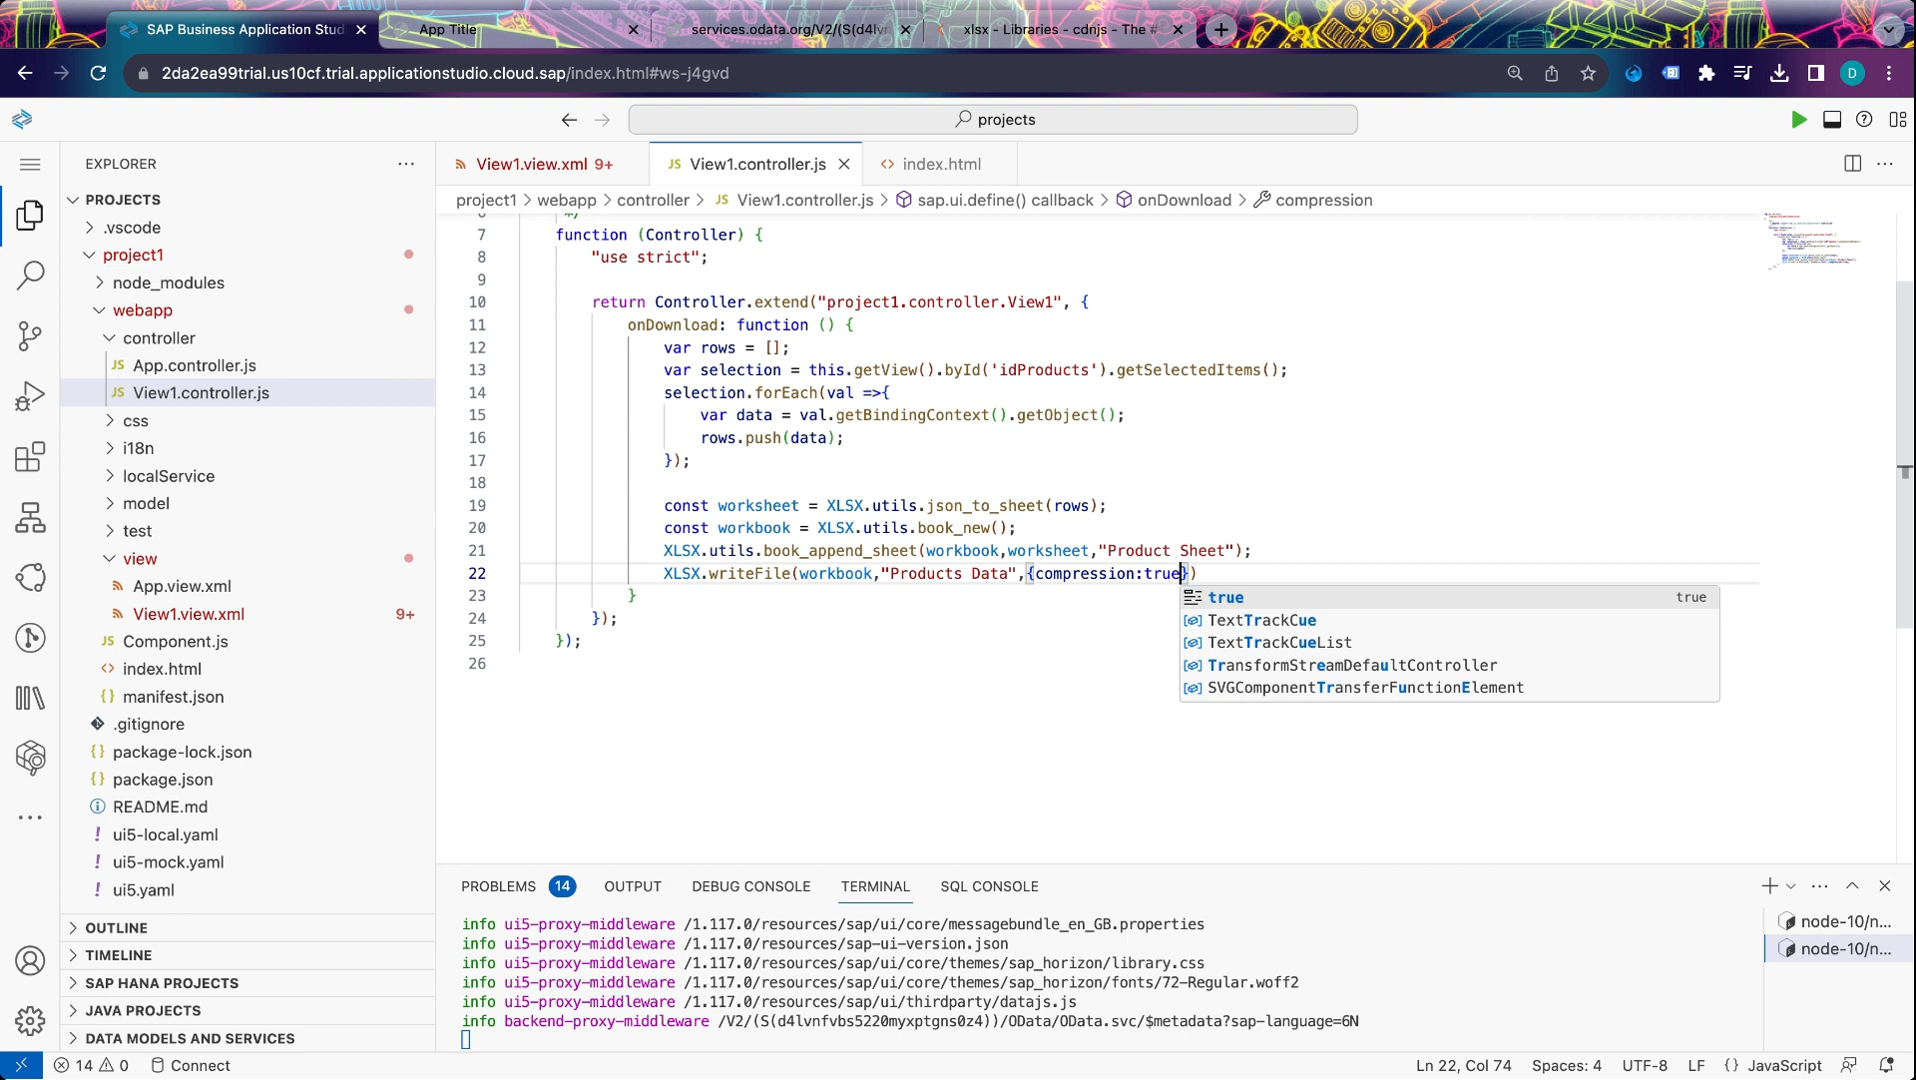 SAP Business Application Stud
App Title
services.odata.org/V2/(S(d4lvr
xlsx - Libraries - cdnjs - The #
2da2ea99trial.us10cf.trial.applicationstudio.cloud.sap/index.html#ws-j4gvd
D
projects
EXPLORER
PROJECTS
.vscode
project1
node_modules
webapp
controller
JS App.controller.js
JS View1.controller.js
css
i18n
localService
model
test
view
App.view.xml
View1.view.xml 9+
JS Component.js
<> index.html
{} manifest.json
.gitignore
{} package-lock.json
{} package.json
README.md
! ui5-local.yaml
! ui5-mock.yaml
! ui5.yaml
OUTLINE
TIMELINE
SAP HANA PROJECTS
JAVA PROJECTS
DATA MODELS AND SERVICES
View1.view.xml 9+
JS View1.controller.js
<> index.html
project1 > webapp > controller > JS View1.controller.js > sap.ui.define() callback > onDownload > compression
6 */
7 function (Controller) {
8 "use strict";
9
10 return Controller.extend("project1.controller.View1", {
11 onDownload: function () {
12 var rows = [];
13 var selection = this.getView().byId('idProducts').getSelectedItems();
14 selection.forEach(val =>{
15 var data = val.getBindingContext().getObject();
16 rows.push(data);
17 });
18
19 const worksheet = XLSX.utils.json_to_sheet(rows);
20 const workbook = XLSX.utils.book_new();
21 XLSX.utils.book_append_sheet(workbook,worksheet,"Product Sheet");
22 XLSX.writeFile(workbook,"Products Data",{compression:true})
23 }
24 });
25 });
26
true true
TextTrackCue
TextTrackCueList
TransformStreamDefaultController
SVGComponentTransferFunctionElement
PROBLEMS 14 OUTPUT DEBUG CONSOLE TERMINAL SQL CONSOLE
info ui5-proxy-middleware /1.117.0/resources/sap/ui/core/messagebundle_en_GB.properties
info ui5-proxy-middleware /1.117.0/resources/sap-ui-version.json
info ui5-proxy-middleware /1.117.0/resources/sap/ui/core/themes/sap_horizon/library.css
info ui5-proxy-middleware /1.117.0/resources/sap/ui/core/themes/sap_horizon/fonts/72-Regular.woff2
info ui5-proxy-middleware /1.117.0/resources/sap/ui/thirdparty/datajs.js
info backend-proxy-middleware /V2/(S(d4lvnfvbs5220myxptgns0z4))/OData/OData.svc/$metadata?sap-language=6N
node-10/n...
node-10/n...
14 0 Connect
Ln 22, Col 74 Spaces: 4 UTF-8 LF {} JavaScript